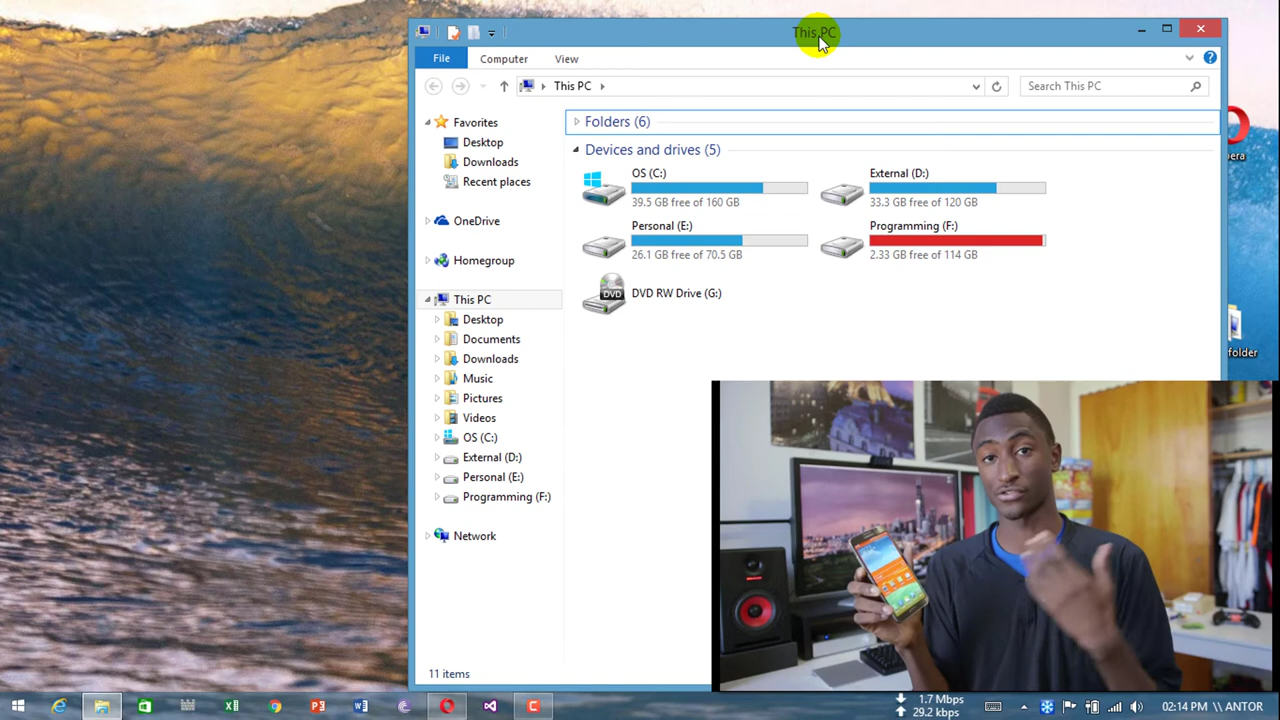 This PC
File Computer View
This PC
Search This PC
Favorites
Desktop
Downloads
Recent places
OneDrive
Homegroup
This PC
Desktop
Documents
Downloads
Music
Pictures
Videos
OS (C:)
External (D:)
Personal (E:)
Programming (F:)
Network
Folders (6)
Devices and drives (5)
OS (C:)
39.5 GB free of 160 GB
External (D:)
33.3 GB free of 120 GB
Personal (E:)
26.1 GB free of 70.5 GB
Programming (F:)
2.33 GB free of 114 GB
DVD
DVD RW Drive (G:)
11 items
era
folder
1.7 Mbps
29.2 kbps
02:14 PM \\ ANTOR